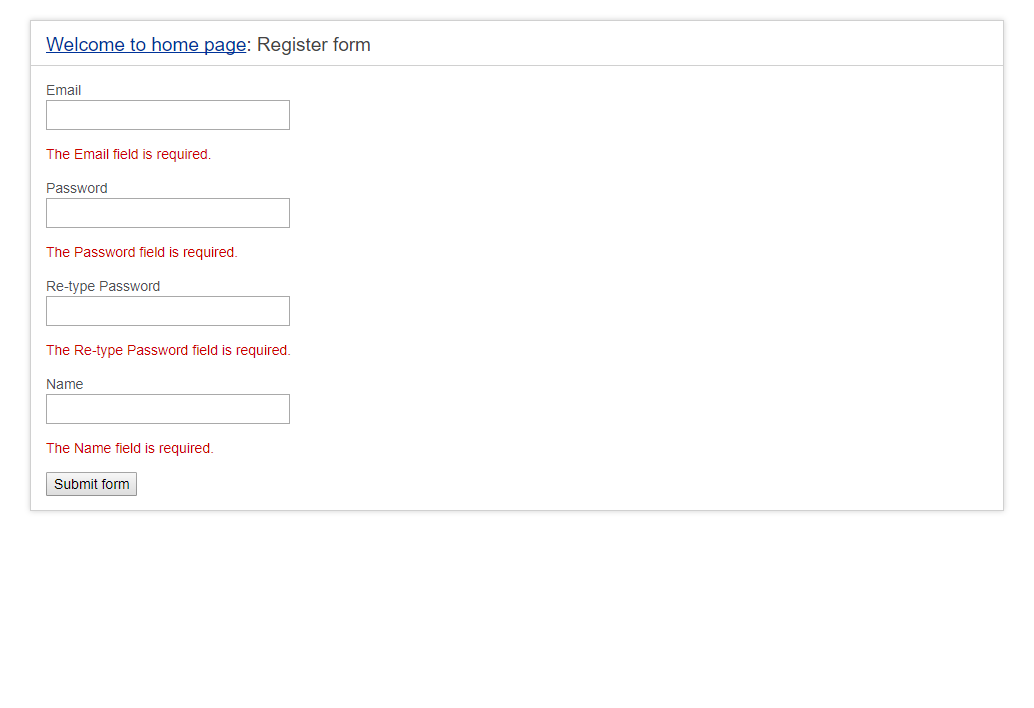 Welcome to home page: Register form
Email
The Email field is required.
Password
The Password field is required.
Re-type Password
The Re-type Password field is required.
Name
The Name field is required.
Submit form